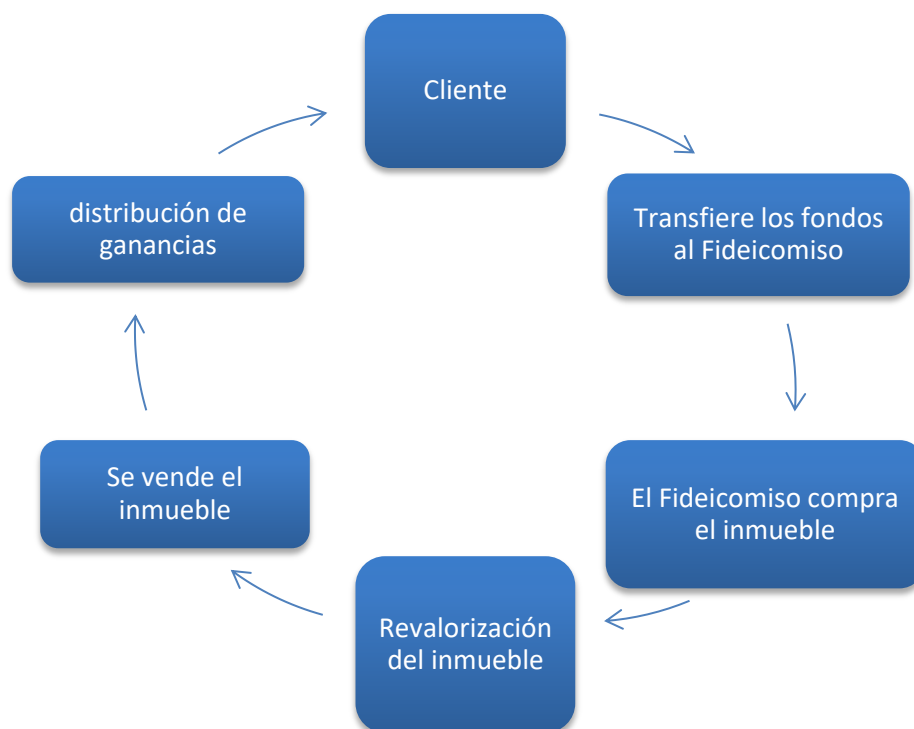 Cliente
Transfiere los fondos
al Fideicomiso
El Fideicomiso compra
el inmueble
Revalorización
del inmueble
Se vende el
inmueble
distribución de
ganancias